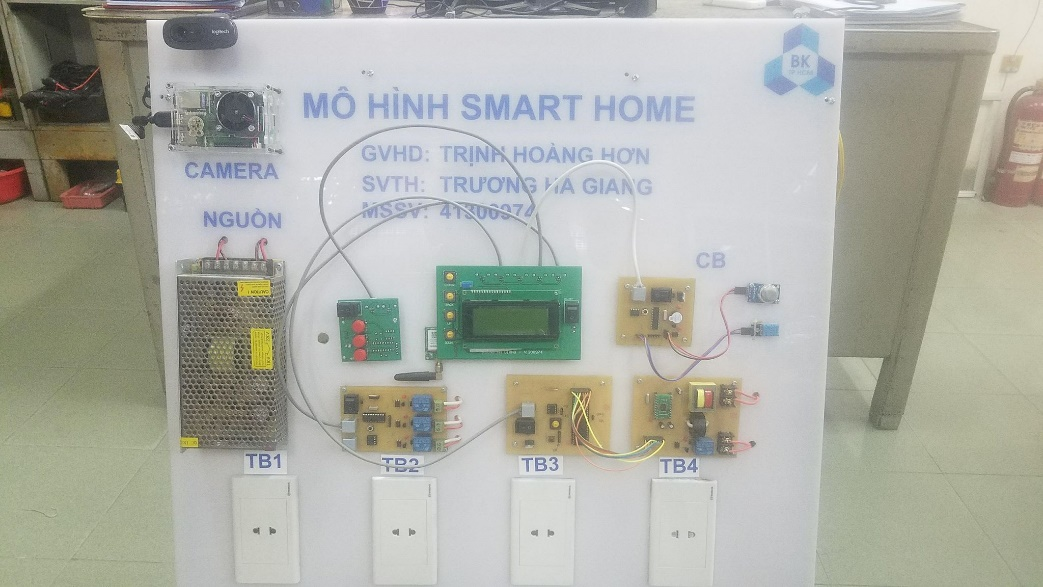 logitech
BK
MÔ HÌNH SMART HOME
GVHD: TRỊNH HOÀNG HƠN
SVTH: TRƯƠNG HÀ GIANG
MSSV:
CAMERA
NGUỒN
CB
TB1
TB2
TB3
TB4